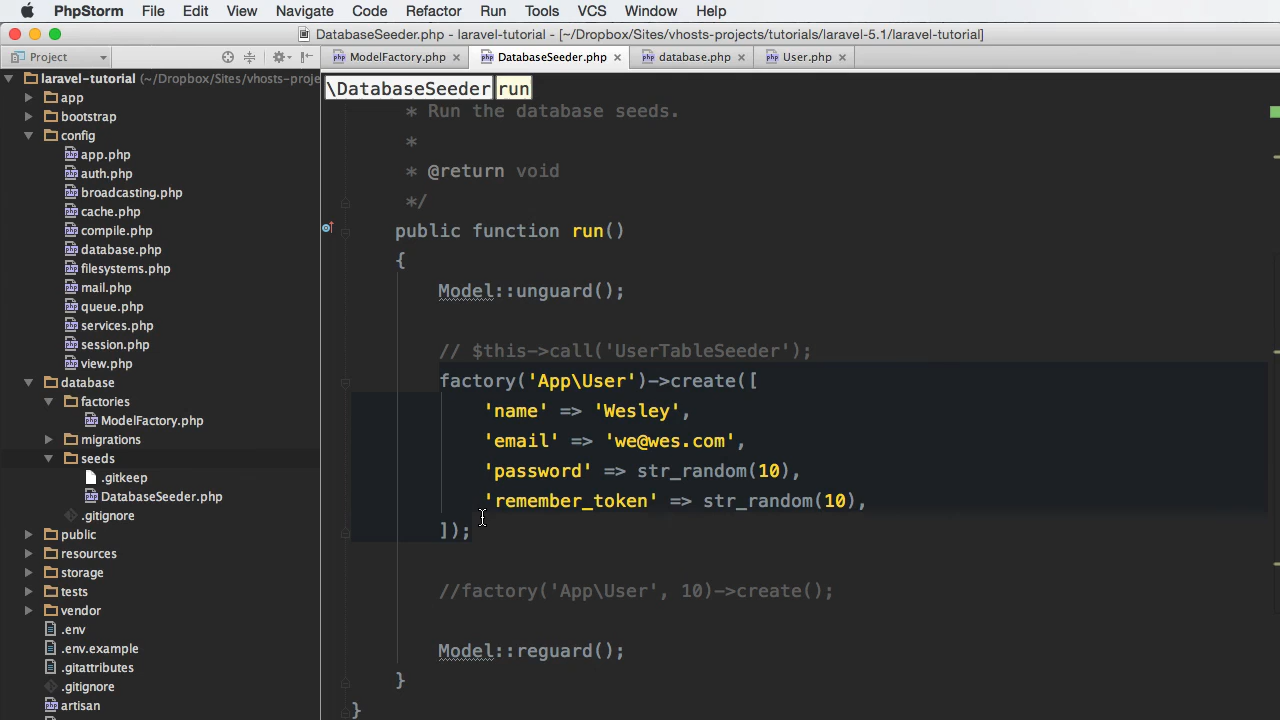 PhpStorm File Edit View Navigate Code Refactor Run Tools VCS Window Help
DatabaseSeeder.php - laravel-tutorial - [~/Dropbox/Sites/vhosts-projects/tutorials/laravel-5.1/laravel-tutorial]
Project
ModelFactory.php DatabaseSeeder.php database.php User.php
laravel-tutorial (~/Dropbox/Sites/vhosts-proje
app
bootstrap
config
app.php
auth.php
broadcasting.php
cache.php
compile.php
database.php
filesystems.php
mail.php
queue.php
services.php
session.php
view.php
database
factories
ModelFactory.php
migrations
seeds
.gitkeep
DatabaseSeeder.php
.gitignore
public
resources
storage
tests
vendor
.env
.env.example
.gitattributes
.gitignore
artisan
\DatabaseSeeder run
* Run the database seeds.
*
* @return void
*/
public function run()
{
Model::unguard();
// $this->call('UserTableSeeder');
factory('App\User')->create([
'name' => 'Wesley',
'email' => 'we@wes.com',
'password' => str_random(10),
'remember_token' => str_random(10),
]);
//factory('App\User', 10)->create();
Model::reguard();
}
}